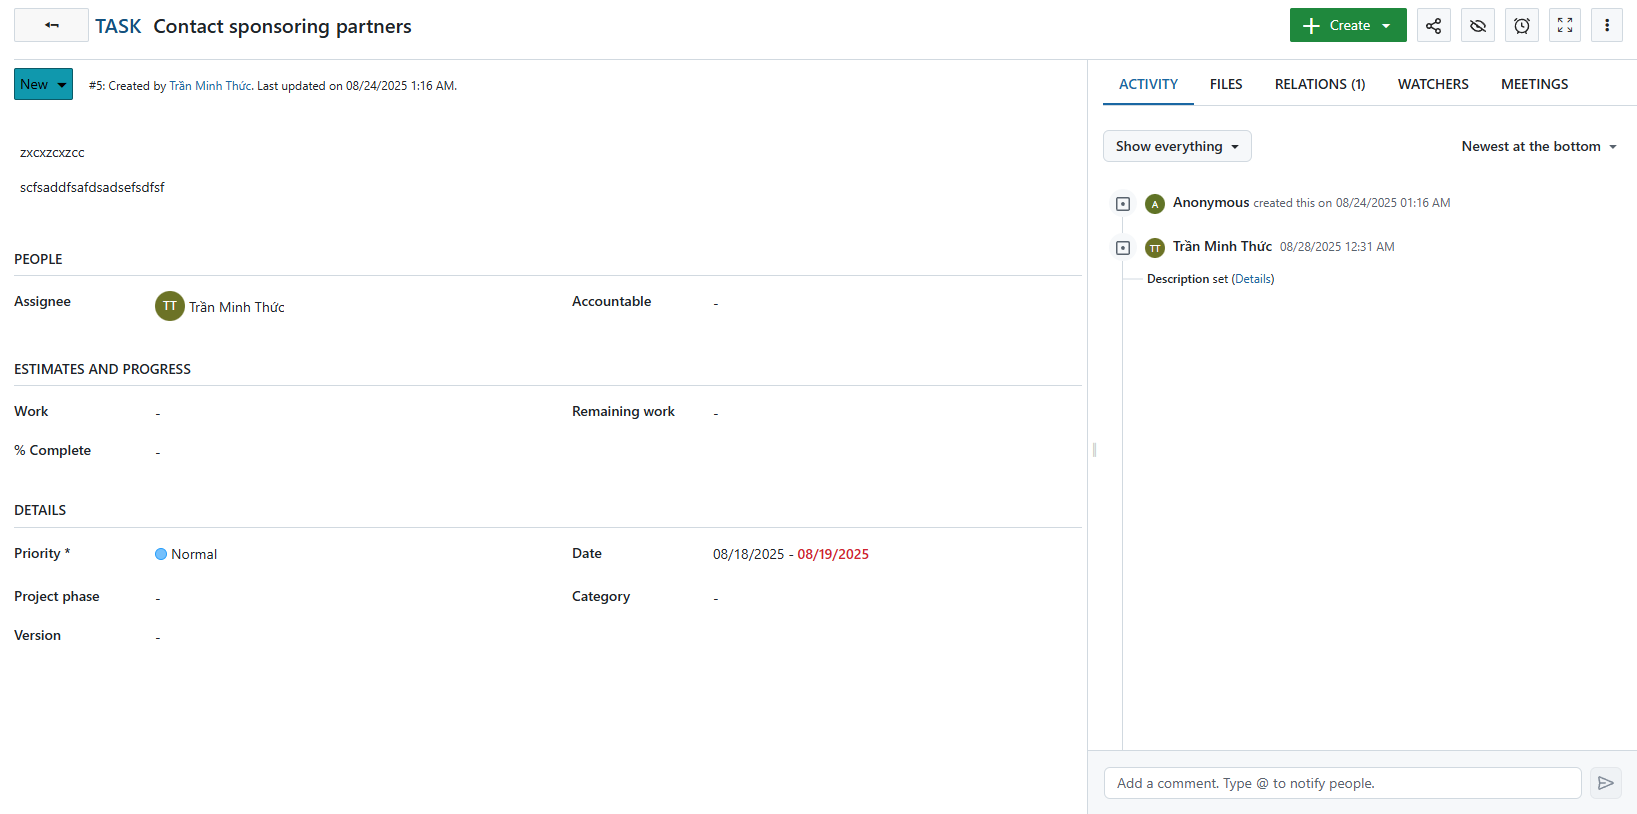 TASK Contact sponsoring partners
Create
New
#5: Created by Trần Minh Thức. Last updated on 08/24/2025 1:16 AM.
zxcxzcxzcc
scfsaddfsafdsadsefsdfsf
PEOPLE
Assignee TT Trần Minh Thức Accountable -
ESTIMATES AND PROGRESS
Work - Remaining work -
% Complete -
DETAILS
Priority * Normal Date 08/18/2025 - 08/19/2025
Project phase - Category -
Version -
ACTIVITY FILES RELATIONS (1) WATCHERS MEETINGS
Show everything Newest at the bottom
A Anonymous created this on 08/24/2025 01:16 AM
TT Trần Minh Thức 08/28/2025 12:31 AM
Description set (Details)
Add a comment. Type @ to notify people.